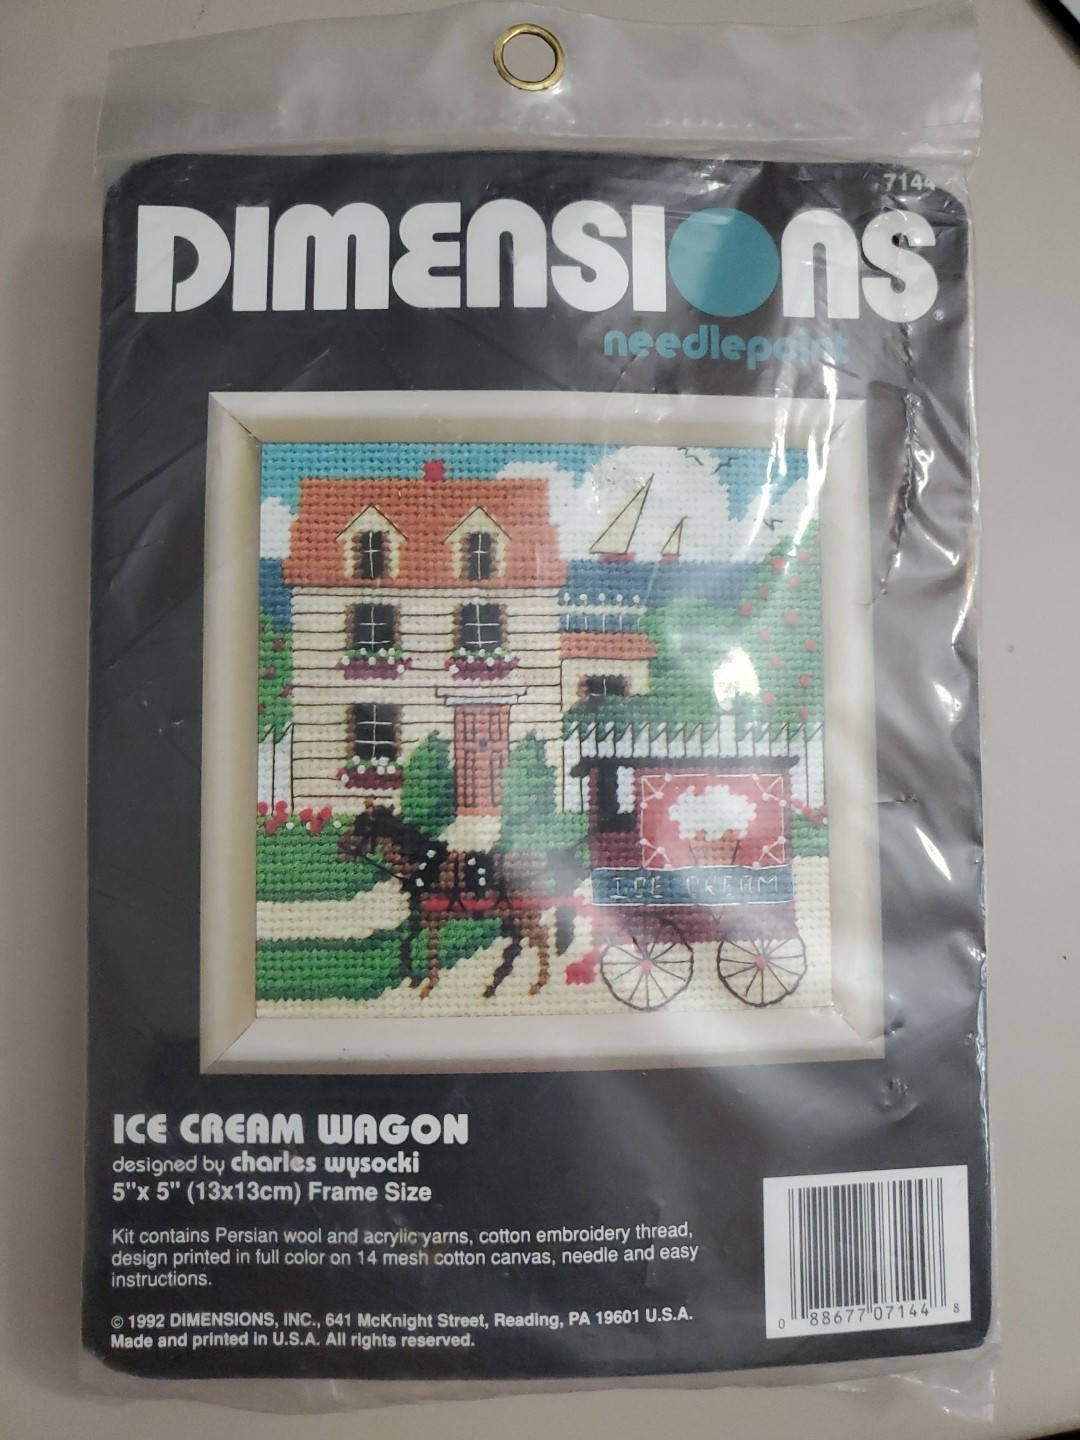 7144
DIMENSIONS®
needlepoint
ICE CREAM
ICE CREAM WAGON
designed by charles wysocki
5"x 5" (13x13cm) Frame Size
Kit contains Persian wool and acrylic yarns, cotton embroidery thread,
design printed in full color on 14 mesh cotton canvas, needle and easy
instructions.
© 1992 DIMENSIONS, INC., 641 McKnight Street, Reading, PA 19601 U.S.A.
Made and printed in U.S.A. All rights reserved.
0 88677 07144 8